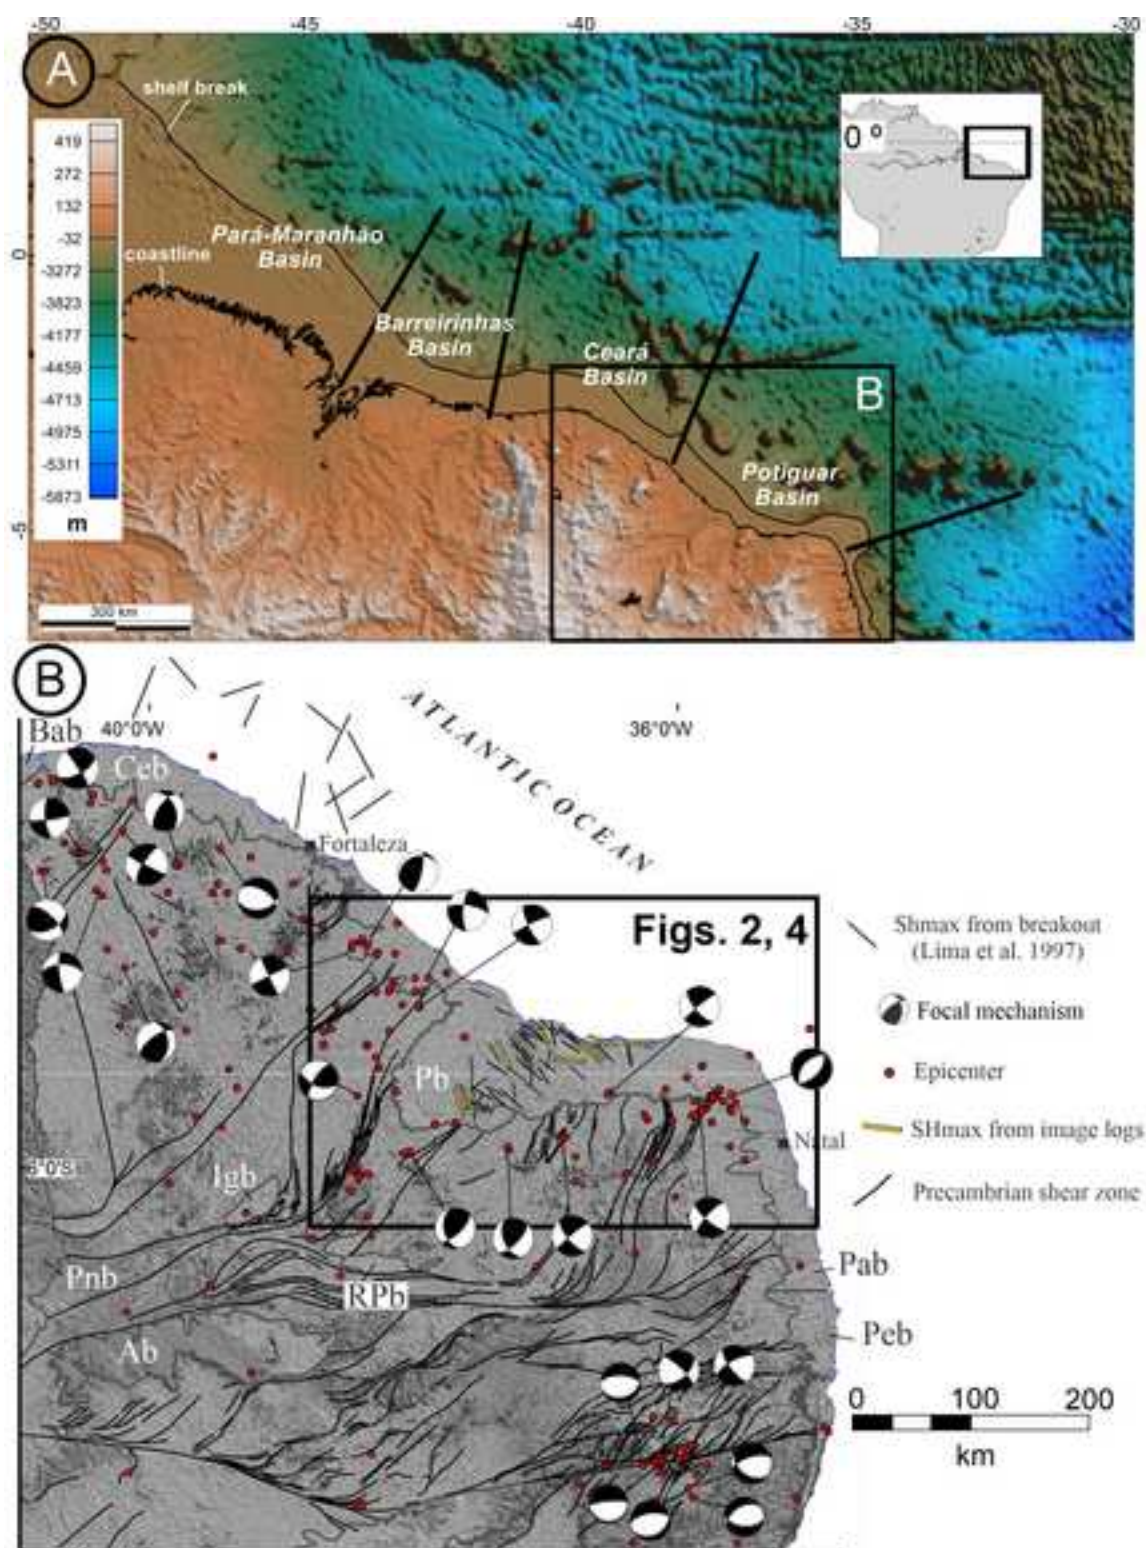 -50
-45
-40
-35
-30
A
shelf break
419
272
132
-32
-3272
-3823
-4177
-4459
-4713
-4975
-5311
-5873
m
0 º
0
-5
Pará-Maranhão
Basin
coastline
Barreirinhas
Basin
Ceará
Basin
B
Potiguar
Basin
300 km
B
40°0'W
36°0'W
ATLANTIC OCEAN
Bab
Ceb
Fortaleza
Figs. 2, 4
Shmax from breakout
(Lima et al. 1997)
Focal mechanism
Epicenter
SHmax from image logs
Precambrian shear zone
Pb
Natal
6°0'S
Igb
Pnb
RPb
Ab
Pab
Peb
0 100 200
km